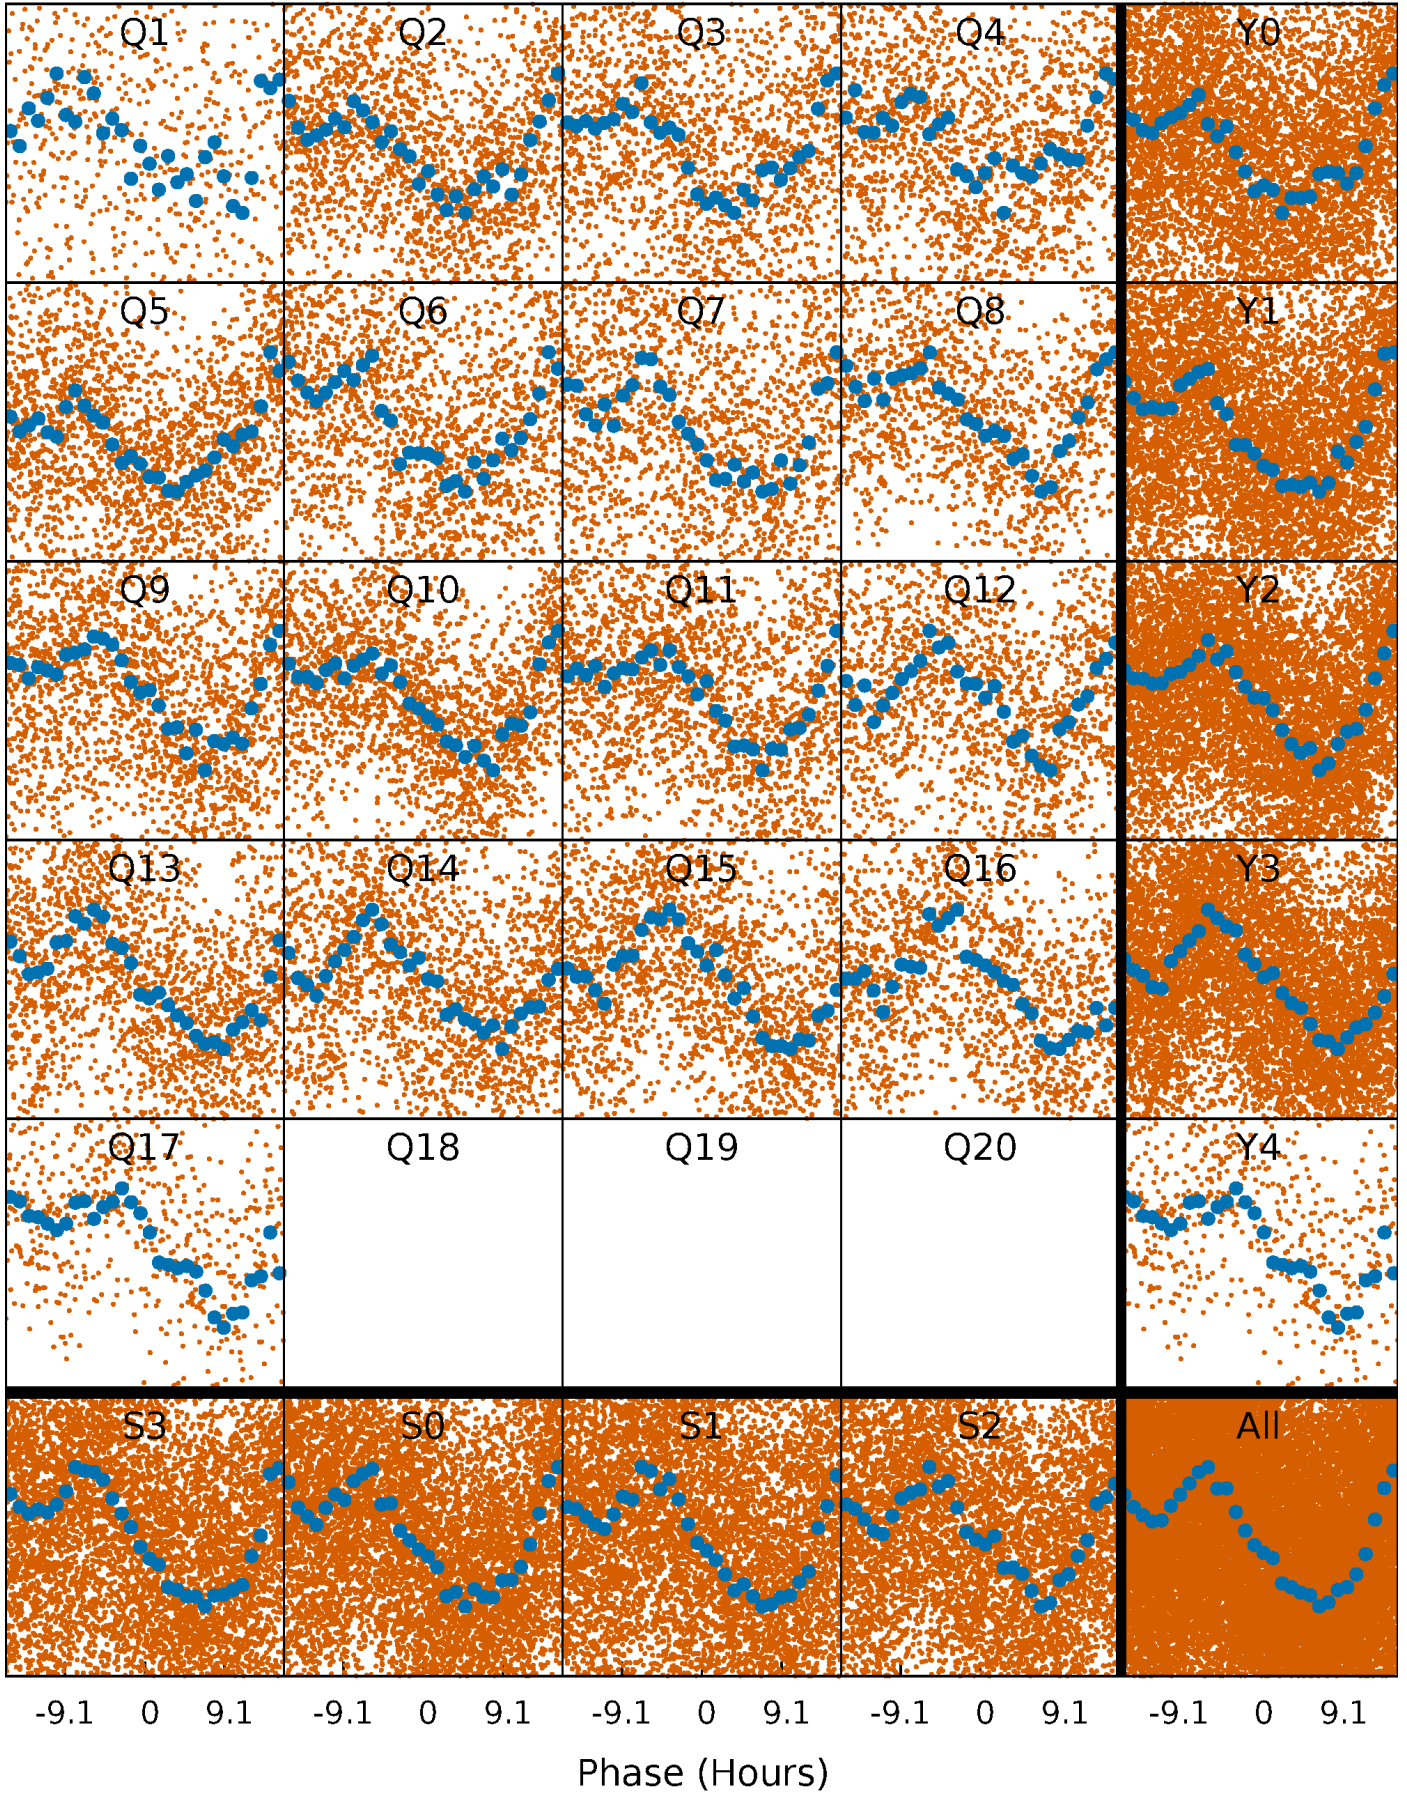 Q1 Q2 Q3 Q4 Y0
Q5 Q6 Q7 Q8 Y1
Q9 Q10 Q11 Q12 Y2
Q13 Q14 Q15 Q16 Y3
Q17 Q18 Q19 Q20 Y4
S3 S0 S1 S2 All
-9.1 0 9.1 -9.1 0 9.1 -9.1 0 9.1 -9.1 0 9.1 -9.1 0 9.1
Phase (Hours)